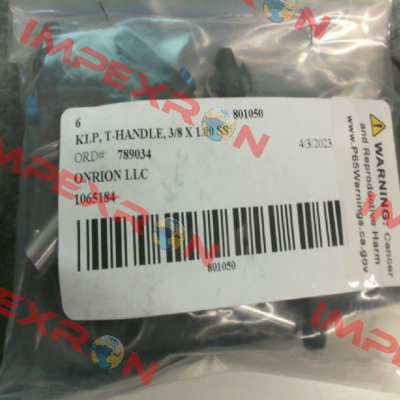 6 801050
KLP, T-HANDLE, 3/8 X 1.00 SS
ORD#: 789034 4/3/2023
ONRION LLC
1065184
801050
WARNING: Cancer
and Reproductive Harm
www.P65Warnings.ca.gov
IMPEXRON
IMPEXRON
IMPEXRON
IMPEXRON